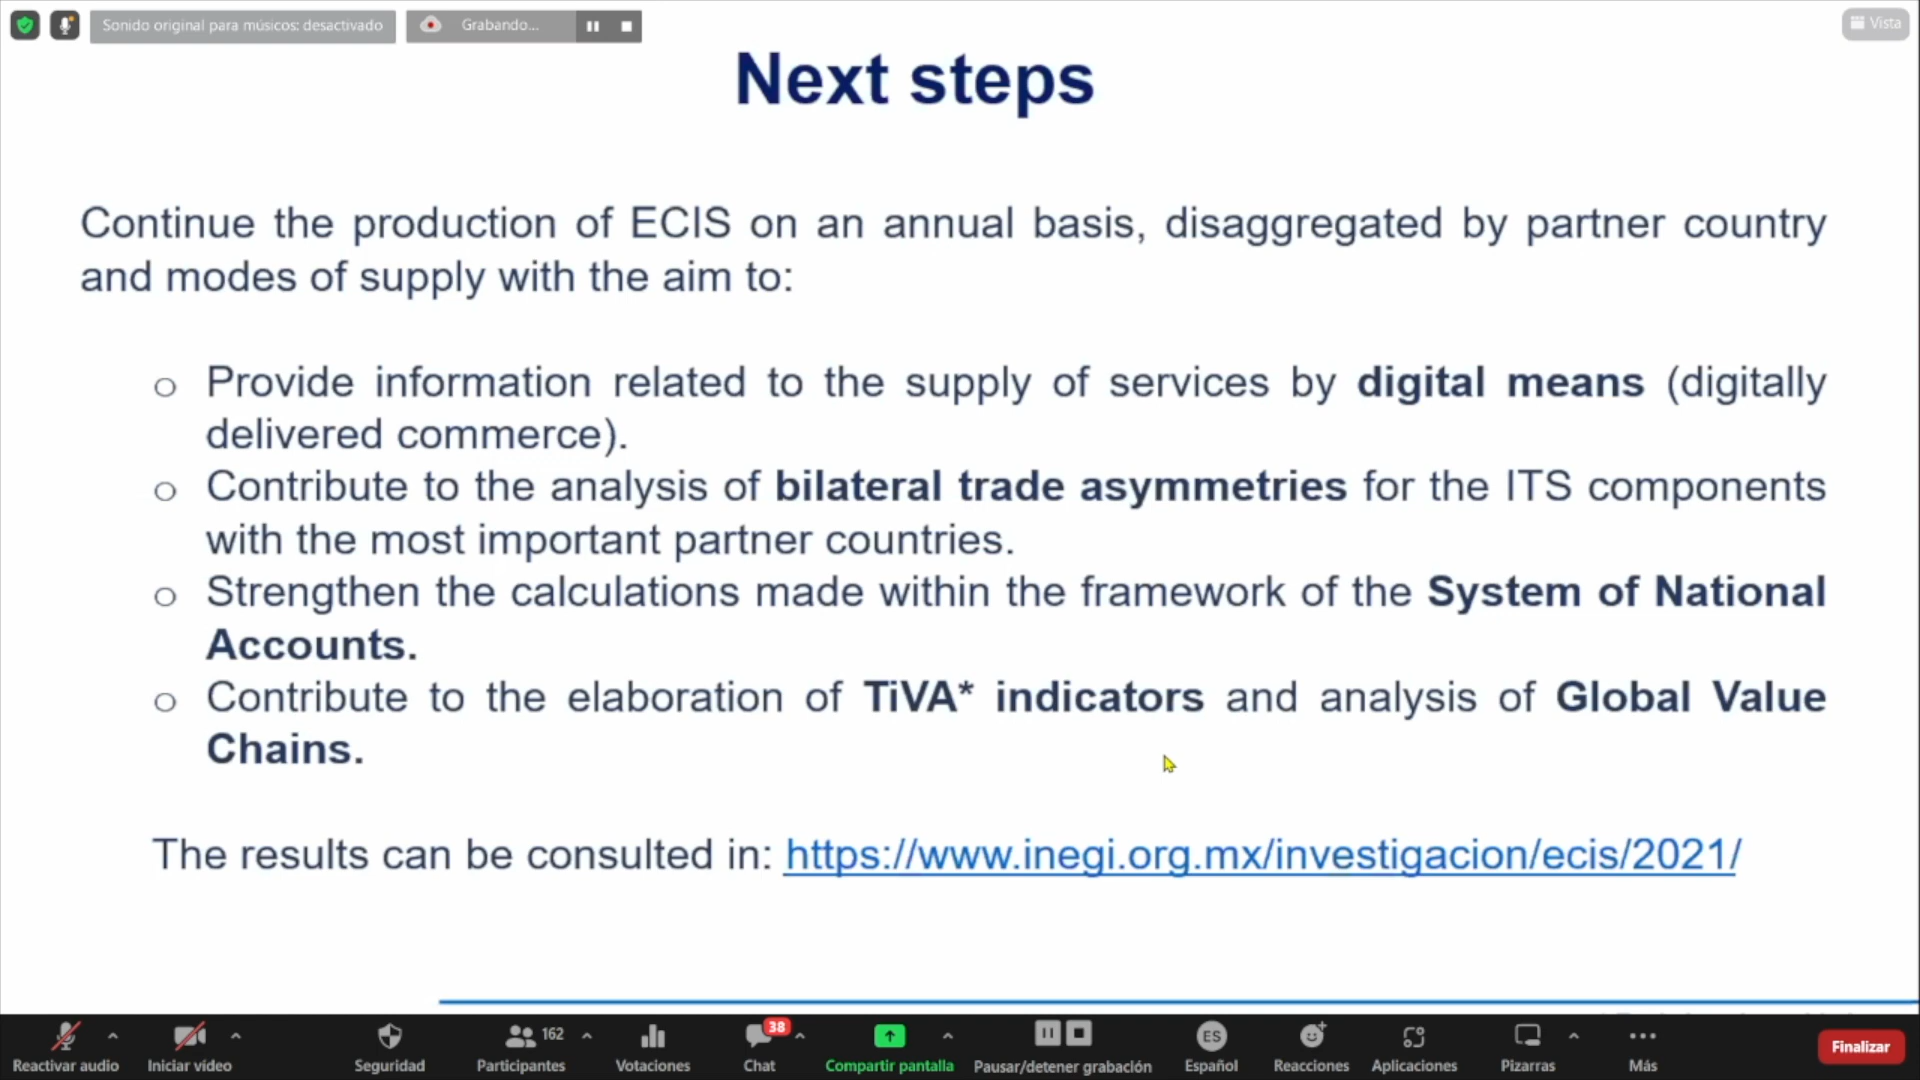 Sonido original para músicos: desactivado
Grabando...
Vista
Next steps
Continue the production of ECIS on an annual basis, disaggregated by partner country
and modes of supply with the aim to:
o Provide information related to the supply of services by digital means (digitally
delivered commerce).
o Contribute to the analysis of bilateral trade asymmetries for the ITS components
with the most important partner countries.
o Strengthen the calculations made within the framework of the System of National
Accounts.
o Contribute to the elaboration of TiVA* indicators and analysis of Global Value
Chains.
The results can be consulted in: https://www.inegi.org.mx/investigacion/ecis/2021/
162
38
ES
Reactivar audio
Iniciar vídeo
Seguridad
Participantes
Votaciones
Chat
Compartir pantalla
Pausar/detener grabación
Español
Reacciones
Aplicaciones
Pizarras
Más
Finalizar